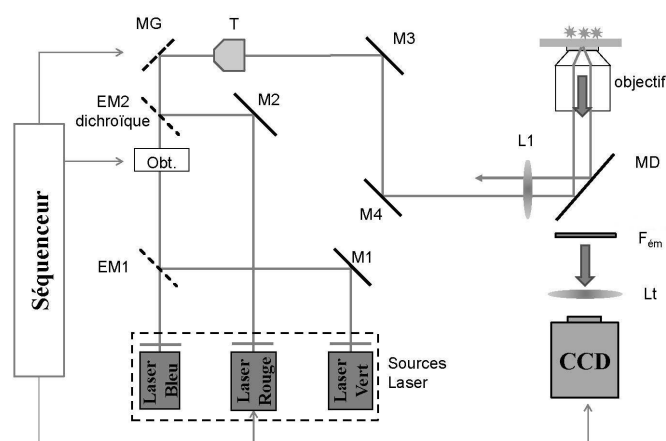 MG
T
M3
EM2
dichroïque
M2
objectif
Obt.
L1
MD
M4
Fém
Séquenceur
EM1
M1
Lt
Laser
Bleu
Laser
Rouge
Laser
Vert
Sources
Laser
CCD